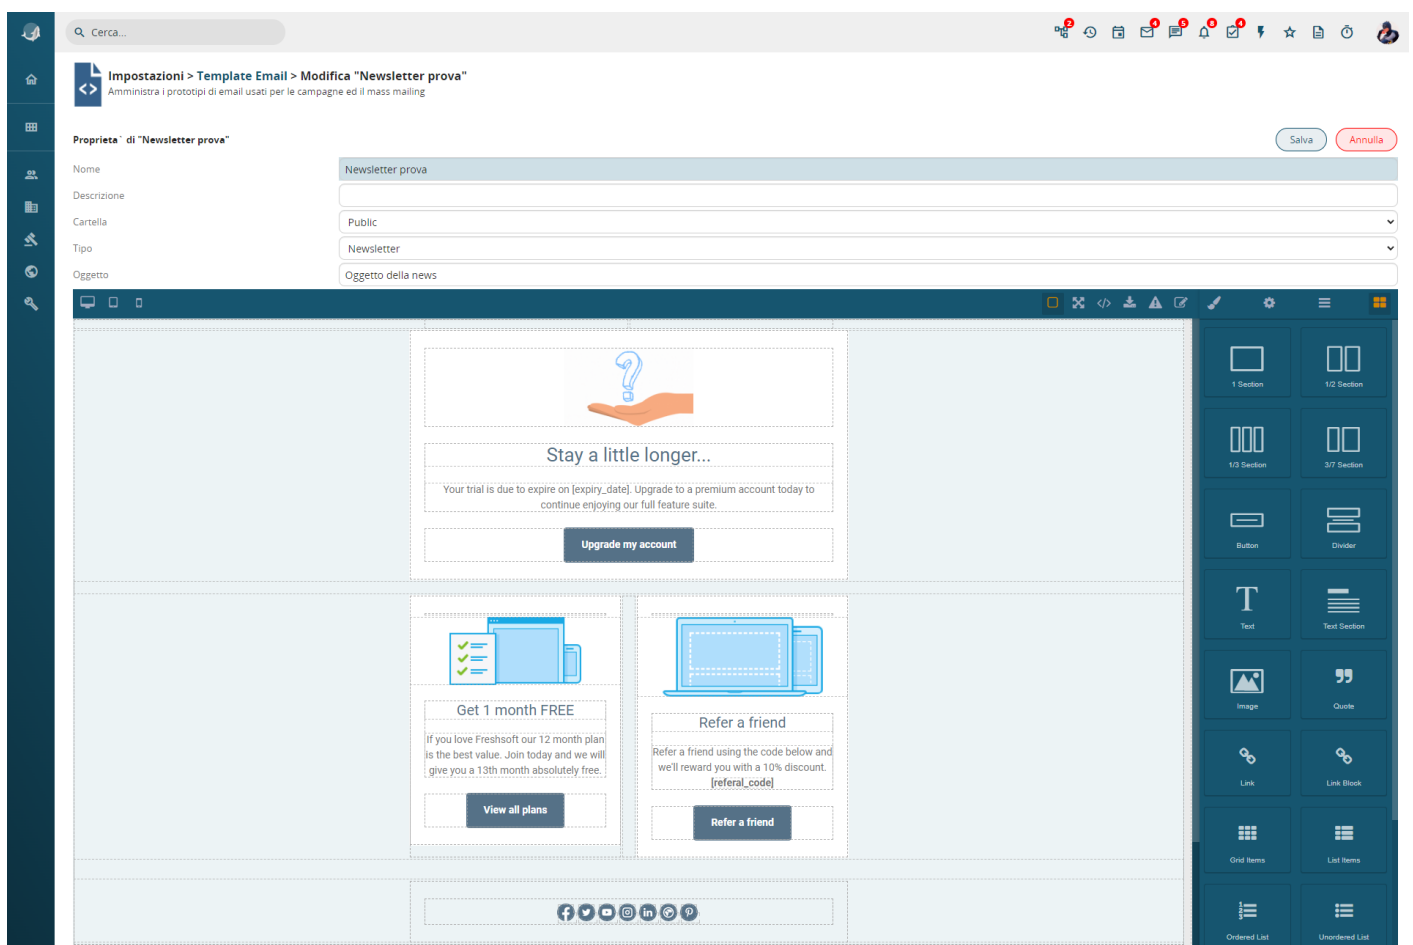 Cerca...
2
4
5
8
4
Impostazioni > Template Email > Modifica "Newsletter prova"
Amministra i prototipi di email usati per le campagne ed il mass mailing
Proprieta` di "Newsletter prova"
Salva
Annulla
Nome
Newsletter prova
Descrizione
Cartella
Public
Tipo
Newsletter
Oggetto
Oggetto della news
Stay a little longer...
Your trial is due to expire on [expiry_date]. Upgrade to a premium account today to
continue enjoying our full feature suite.
Upgrade my account
Get 1 month FREE
If you love Freshsoft our 12 month plan
is the best value. Join today and we will
give you a 13th month absolutely free.
View all plans
Refer a friend
Refer a friend using the code below and
we'll reward you with a 10% discount.
[referal_code]
Refer a friend
1 Section
1/2 Section
1/3 Section
3/7 Section
Button
Divider
Text
Text Section
Image
Quote
Link
Link Block
Grid Items
List Items
Ordered List
Unordered List